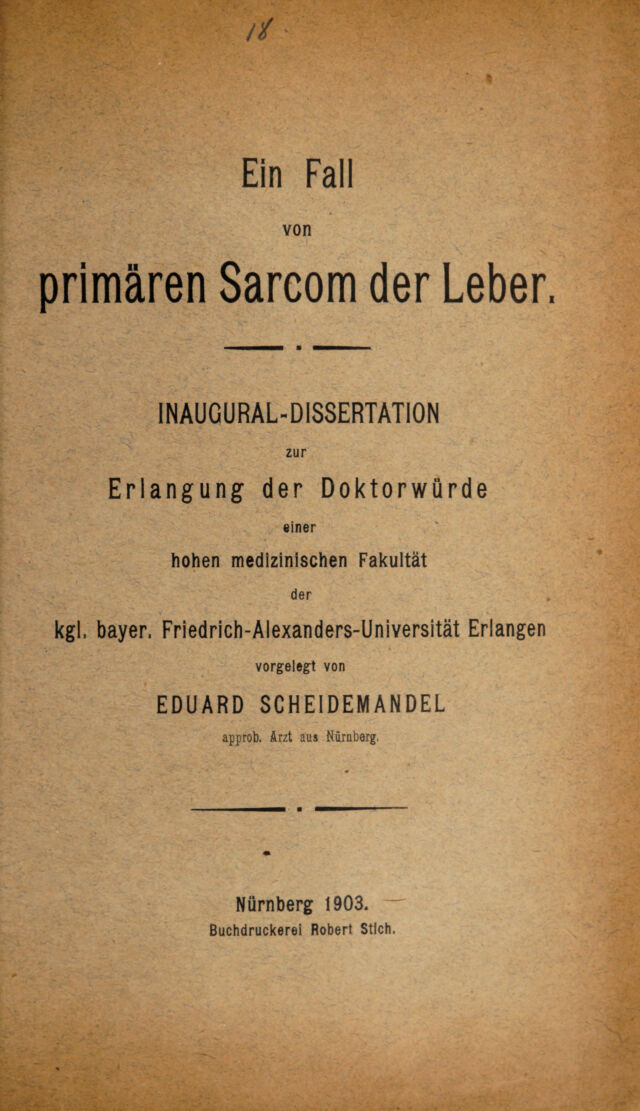 18
Ein Fall
von
primären Sarcom der Leber.
INAUGURAL-DISSERTATION
zur
Erlangung der Doktorwürde
einer
hohen medizinischen Fakultät
der
kgl. bayer. Friedrich-Alexanders-Universität Erlangen
vorgelegt von
EDUARD SCHEIDEMANDEL
approb. Arzt aus Nürnberg.
Nürnberg 1903.
Buchdruckerei Robert Stich.